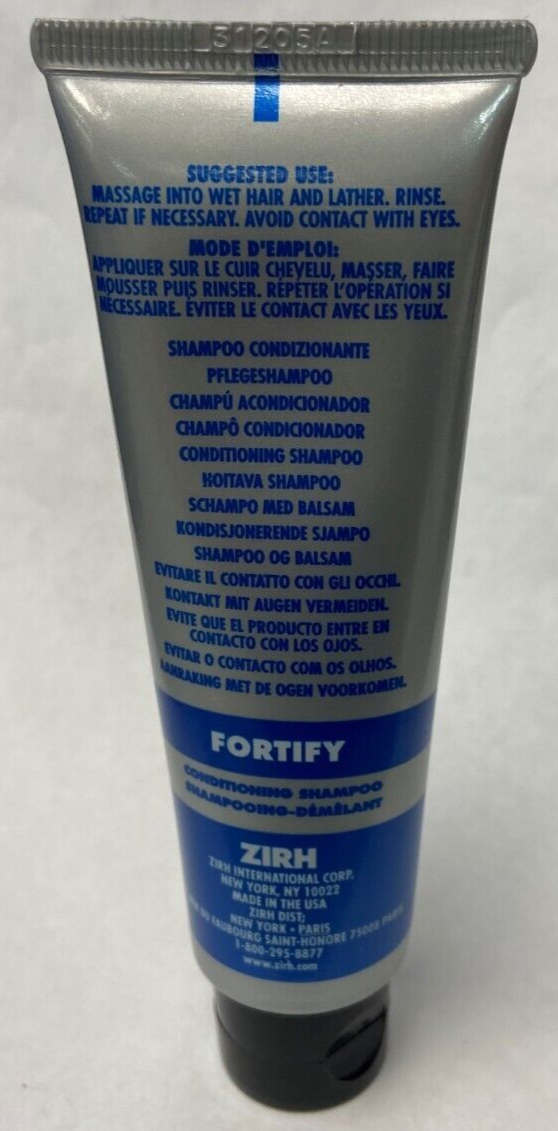 31205A
SUGGESTED USE:
MASSAGE INTO WET HAIR AND LATHER. RINSE.
REPEAT IF NECESSARY. AVOID CONTACT WITH EYES.
MODE D'EMPLOI:
APPLIQUER SUR LE CUIR CHEVELU, MASSER, FAIRE
MOUSSER PUIS RINSER. RÉPÉTER L'OPÉRATION SI
NÉCESSAIRE. ÉVITER LE CONTACT AVEC LES YEUX.
SHAMPOO CONDIZIONANTE
PFLEGESHAMPOO
CHAMPÚ ACONDICIONADOR
CHAMPÔ CONDICIONADOR
CONDITIONING SHAMPOO
HOITAVA SHAMPOO
SCHAMPO MED BALSAM
KONDISJONERENDE SJAMPO
SHAMPOO OG BALSAM
EVITARE IL CONTATTO CON GLI OCCHI.
KONTAKT MIT AUGEN VERMEIDEN.
EVITE QUE EL PRODUCTO ENTRE EN
CONTACTO CON LOS OJOS.
EVITAR O CONTACTO COM OS OLHOS.
AANRAKING MET DE OGEN VOORKOMEN.
FORTIFY
CONDITIONING SHAMPOO
SHAMPOOING-DÉMÊLANT
ZIRH
ZIRH INTERNATIONAL CORP.
NEW YORK, NY 10022
MADE IN THE USA
ZIRH DIST;
NEW YORK • PARIS
FAUBOURG SAINT-HONORE 75008 PARIS
1-800-295-8877
www.zirh.com